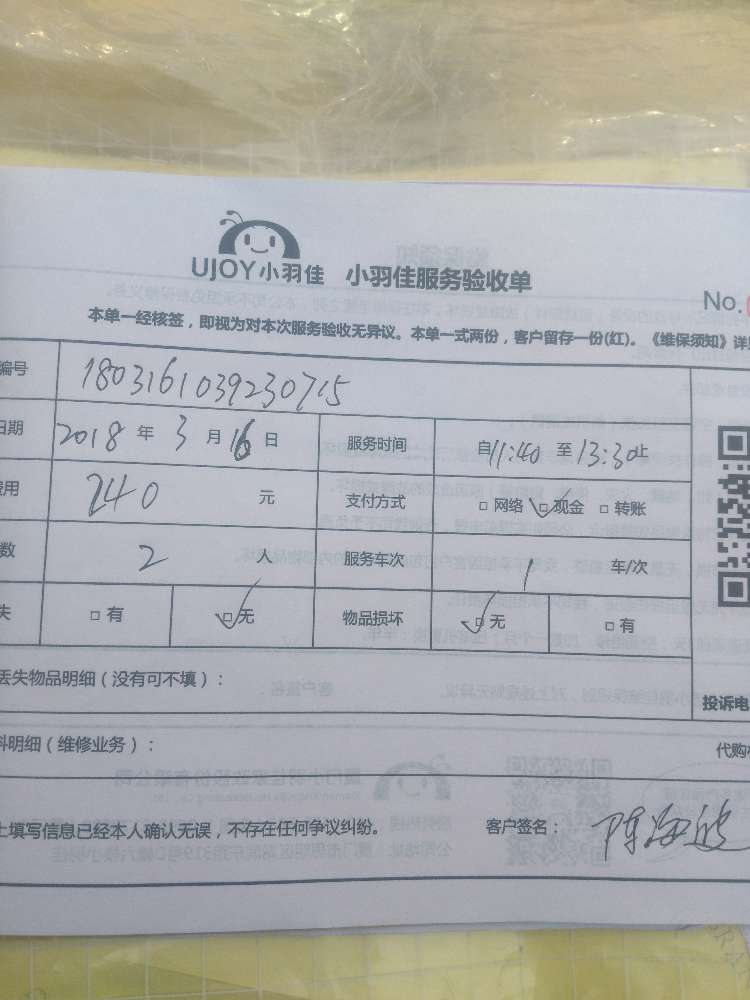 UJOY小羽佳 小羽佳服务验收单
No.
本单一经核签，即视为对本次服务验收无异议。本单一式两份，客户留存一份(红)。《维保须知》详
编号 1803161039230715
日期 2018 年 3 月 16 日 服务时间 自11:40 至 13:30止
费用 240 元 支付方式 □ 网络 ☑ 现金 □ 转账
数 2 人 服务车次 1 车/次
失 □ 有 ☑ 无 物品损坏 ☑ 无 □ 有
丢失物品明细（没有可不填）：
投诉电
料明细（维修业务）：
代购
上填写信息已经本人确认无误，不存在任何争议纠纷。 客户签名：